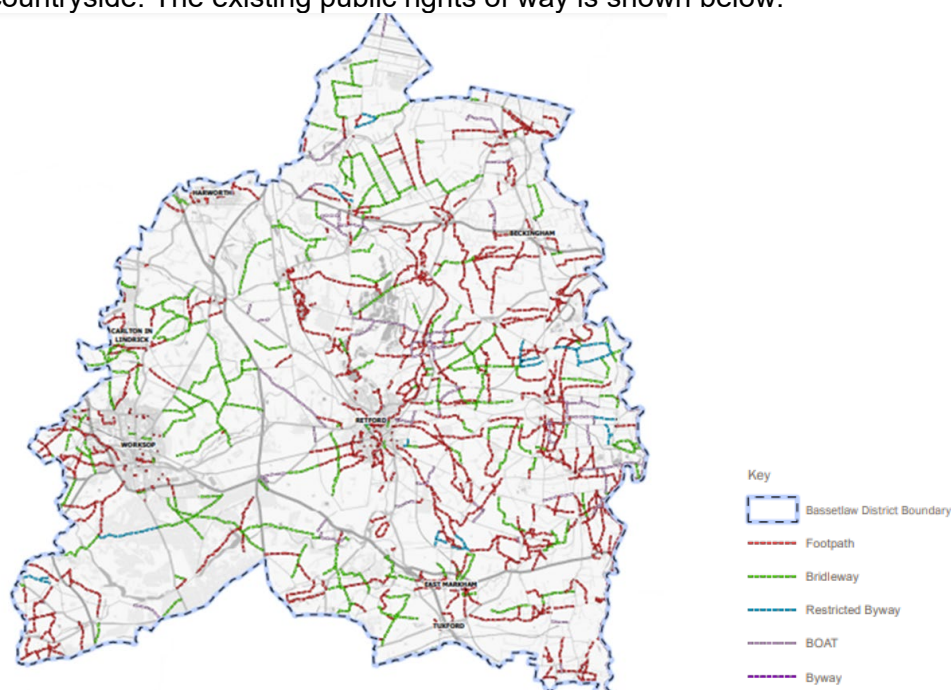 countryside. The existing public rights of way is shown below.
HARWORTH
BECKINGHAM
CARLTON IN
LINDRICK
RETFORD
WORKSOP
EAST MARKHAM
TUXFORD
Key
Bassetlaw District Boundary
Footpath
Bridleway
Restricted Byway
BOAT
Byway